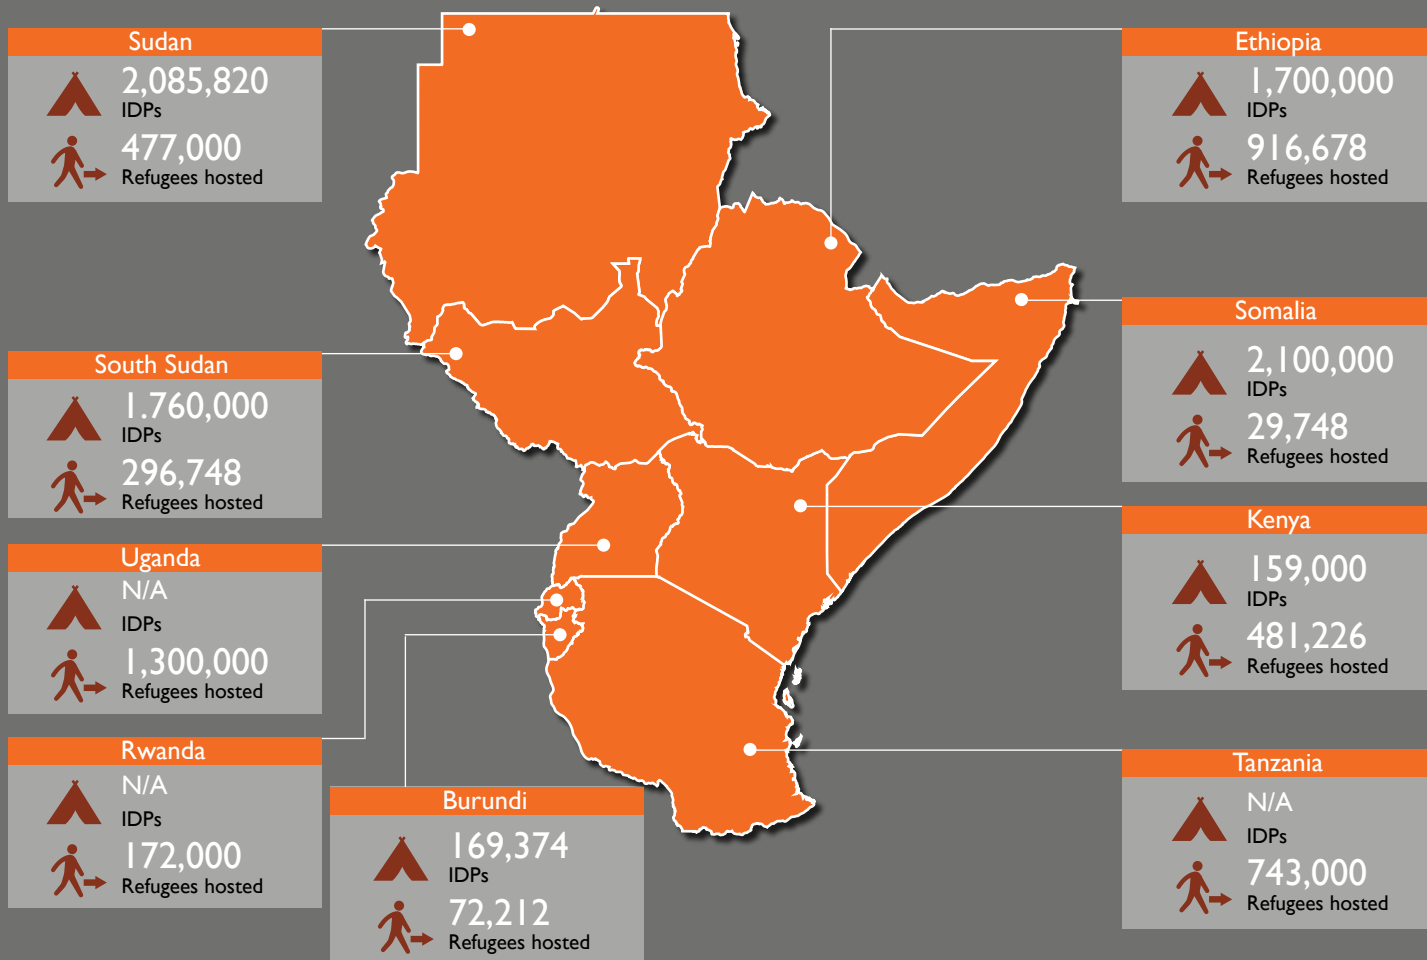 Sudan
2,085,820
IDPs
477,000
Refugees hosted
South Sudan
1.760,000
IDPs
296,748
Refugees hosted
Uganda
N/A
IDPs
1,300,000
Refugees hosted
Rwanda
N/A
IDPs
172,000
Refugees hosted
Burundi
169,374
IDPs
72,212
Refugees hosted
Ethiopia
1,700,000
IDPs
916,678
Refugees hosted
Somalia
2,100,000
IDPs
29,748
Refugees hosted
Kenya
159,000
IDPs
481,226
Refugees hosted
Tanzania
N/A
IDPs
743,000
Refugees hosted